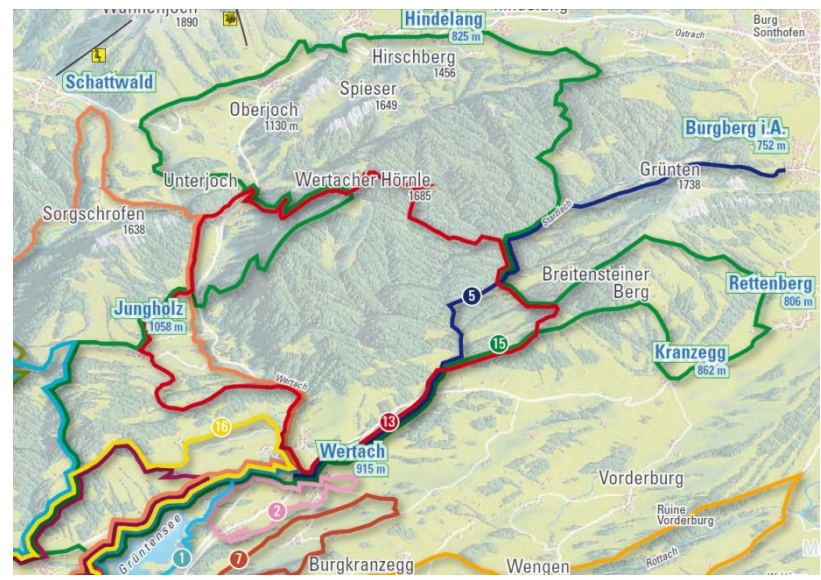 1890
Hindelang
825 m
Ostrach
Burg
Sonthofen
Schattwald
Hirschberg
1456
Spieser
1649
Oberjoch
1130 m
Burgberg i.A.
752 m
Grünten
1738
Unterjoch
Wertacher Hörnle
1685
Sorgschrofen
1638
Starzlach
Breitensteiner
Berg
Rettenberg
806 m
5
Jungholz
1058 m
15
Kranzegg
862 m
Wertach
16
13
Wertach
915 m
Vorderburg
2
Ruine
Vorderburg
Grüntensee
1
7
Burgkranzegg
Wengen
Rottach
M